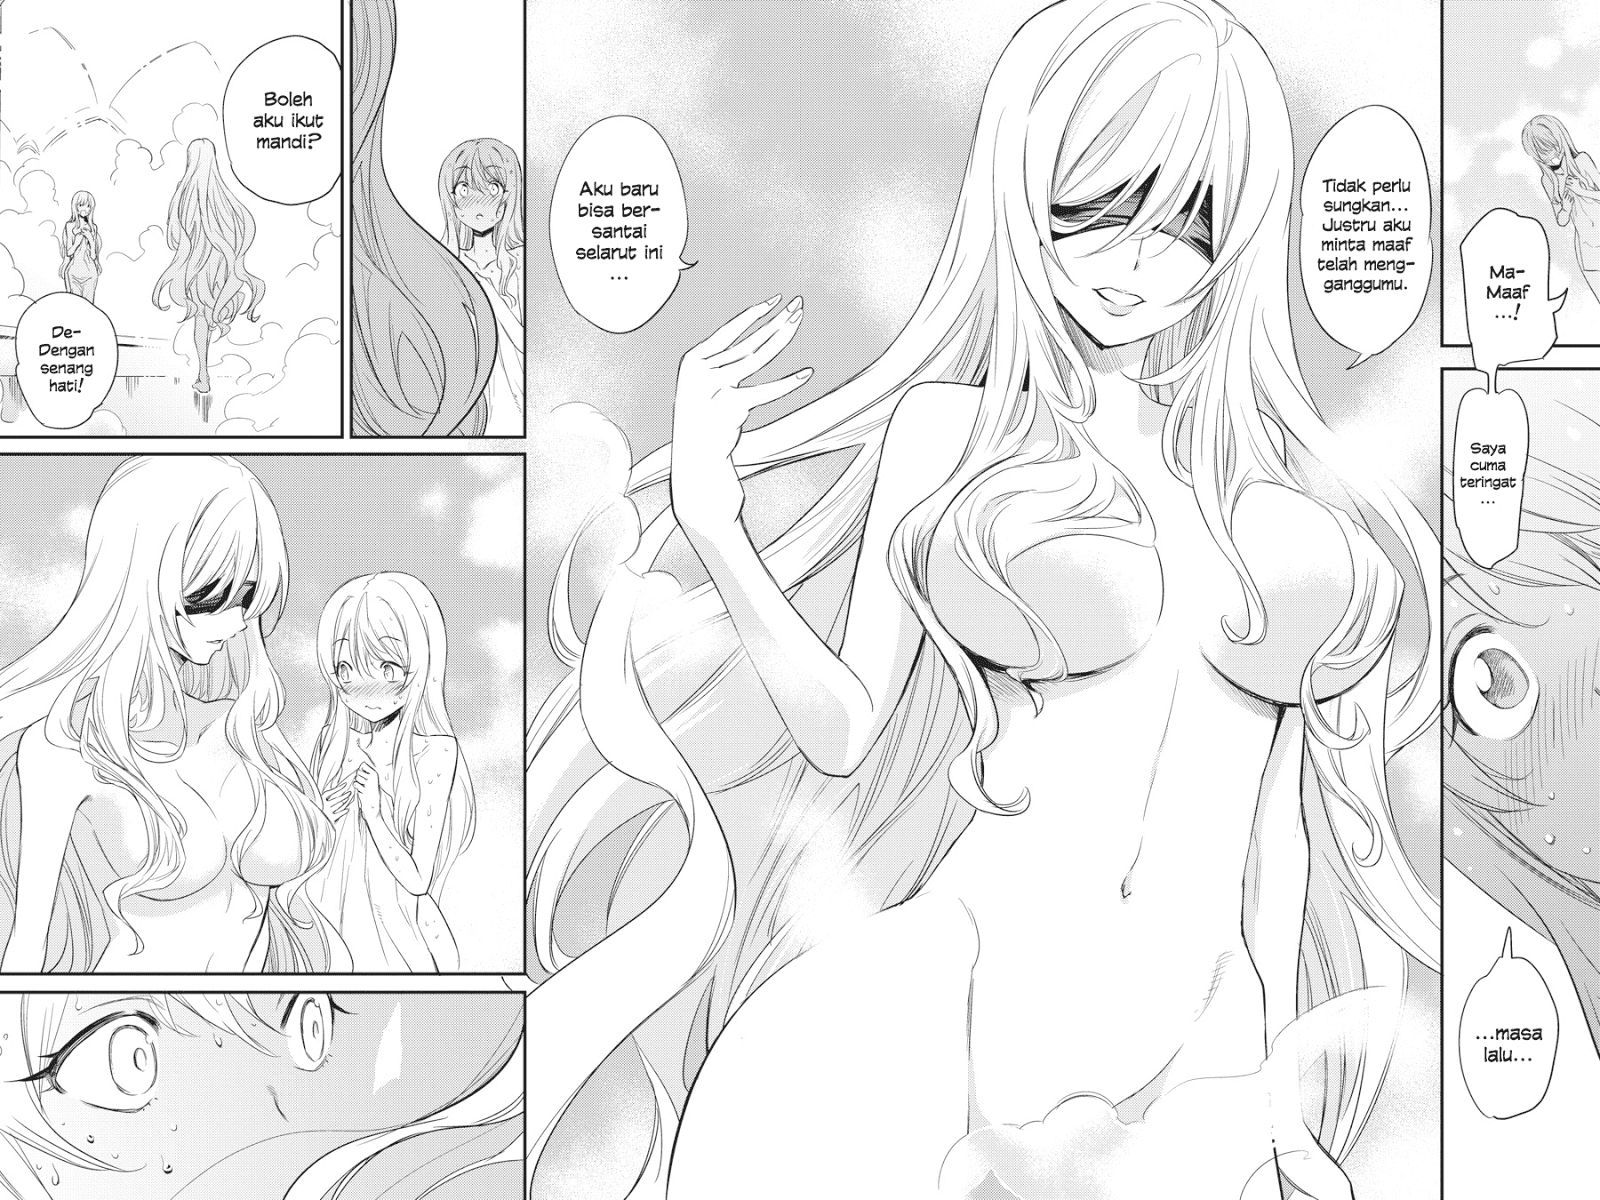 Ma-
Maaf
...!
Saya
cuma
teringat
...
...masa
lalu...
Tidak perlu
sungkan...
Justru aku
minta maaf
telah meng-
ganggumu.
Aku baru
bisa ber-
santai
selarut ini
...
Boleh
aku ikut
mandi?
De-
Dengan
senang
hati!